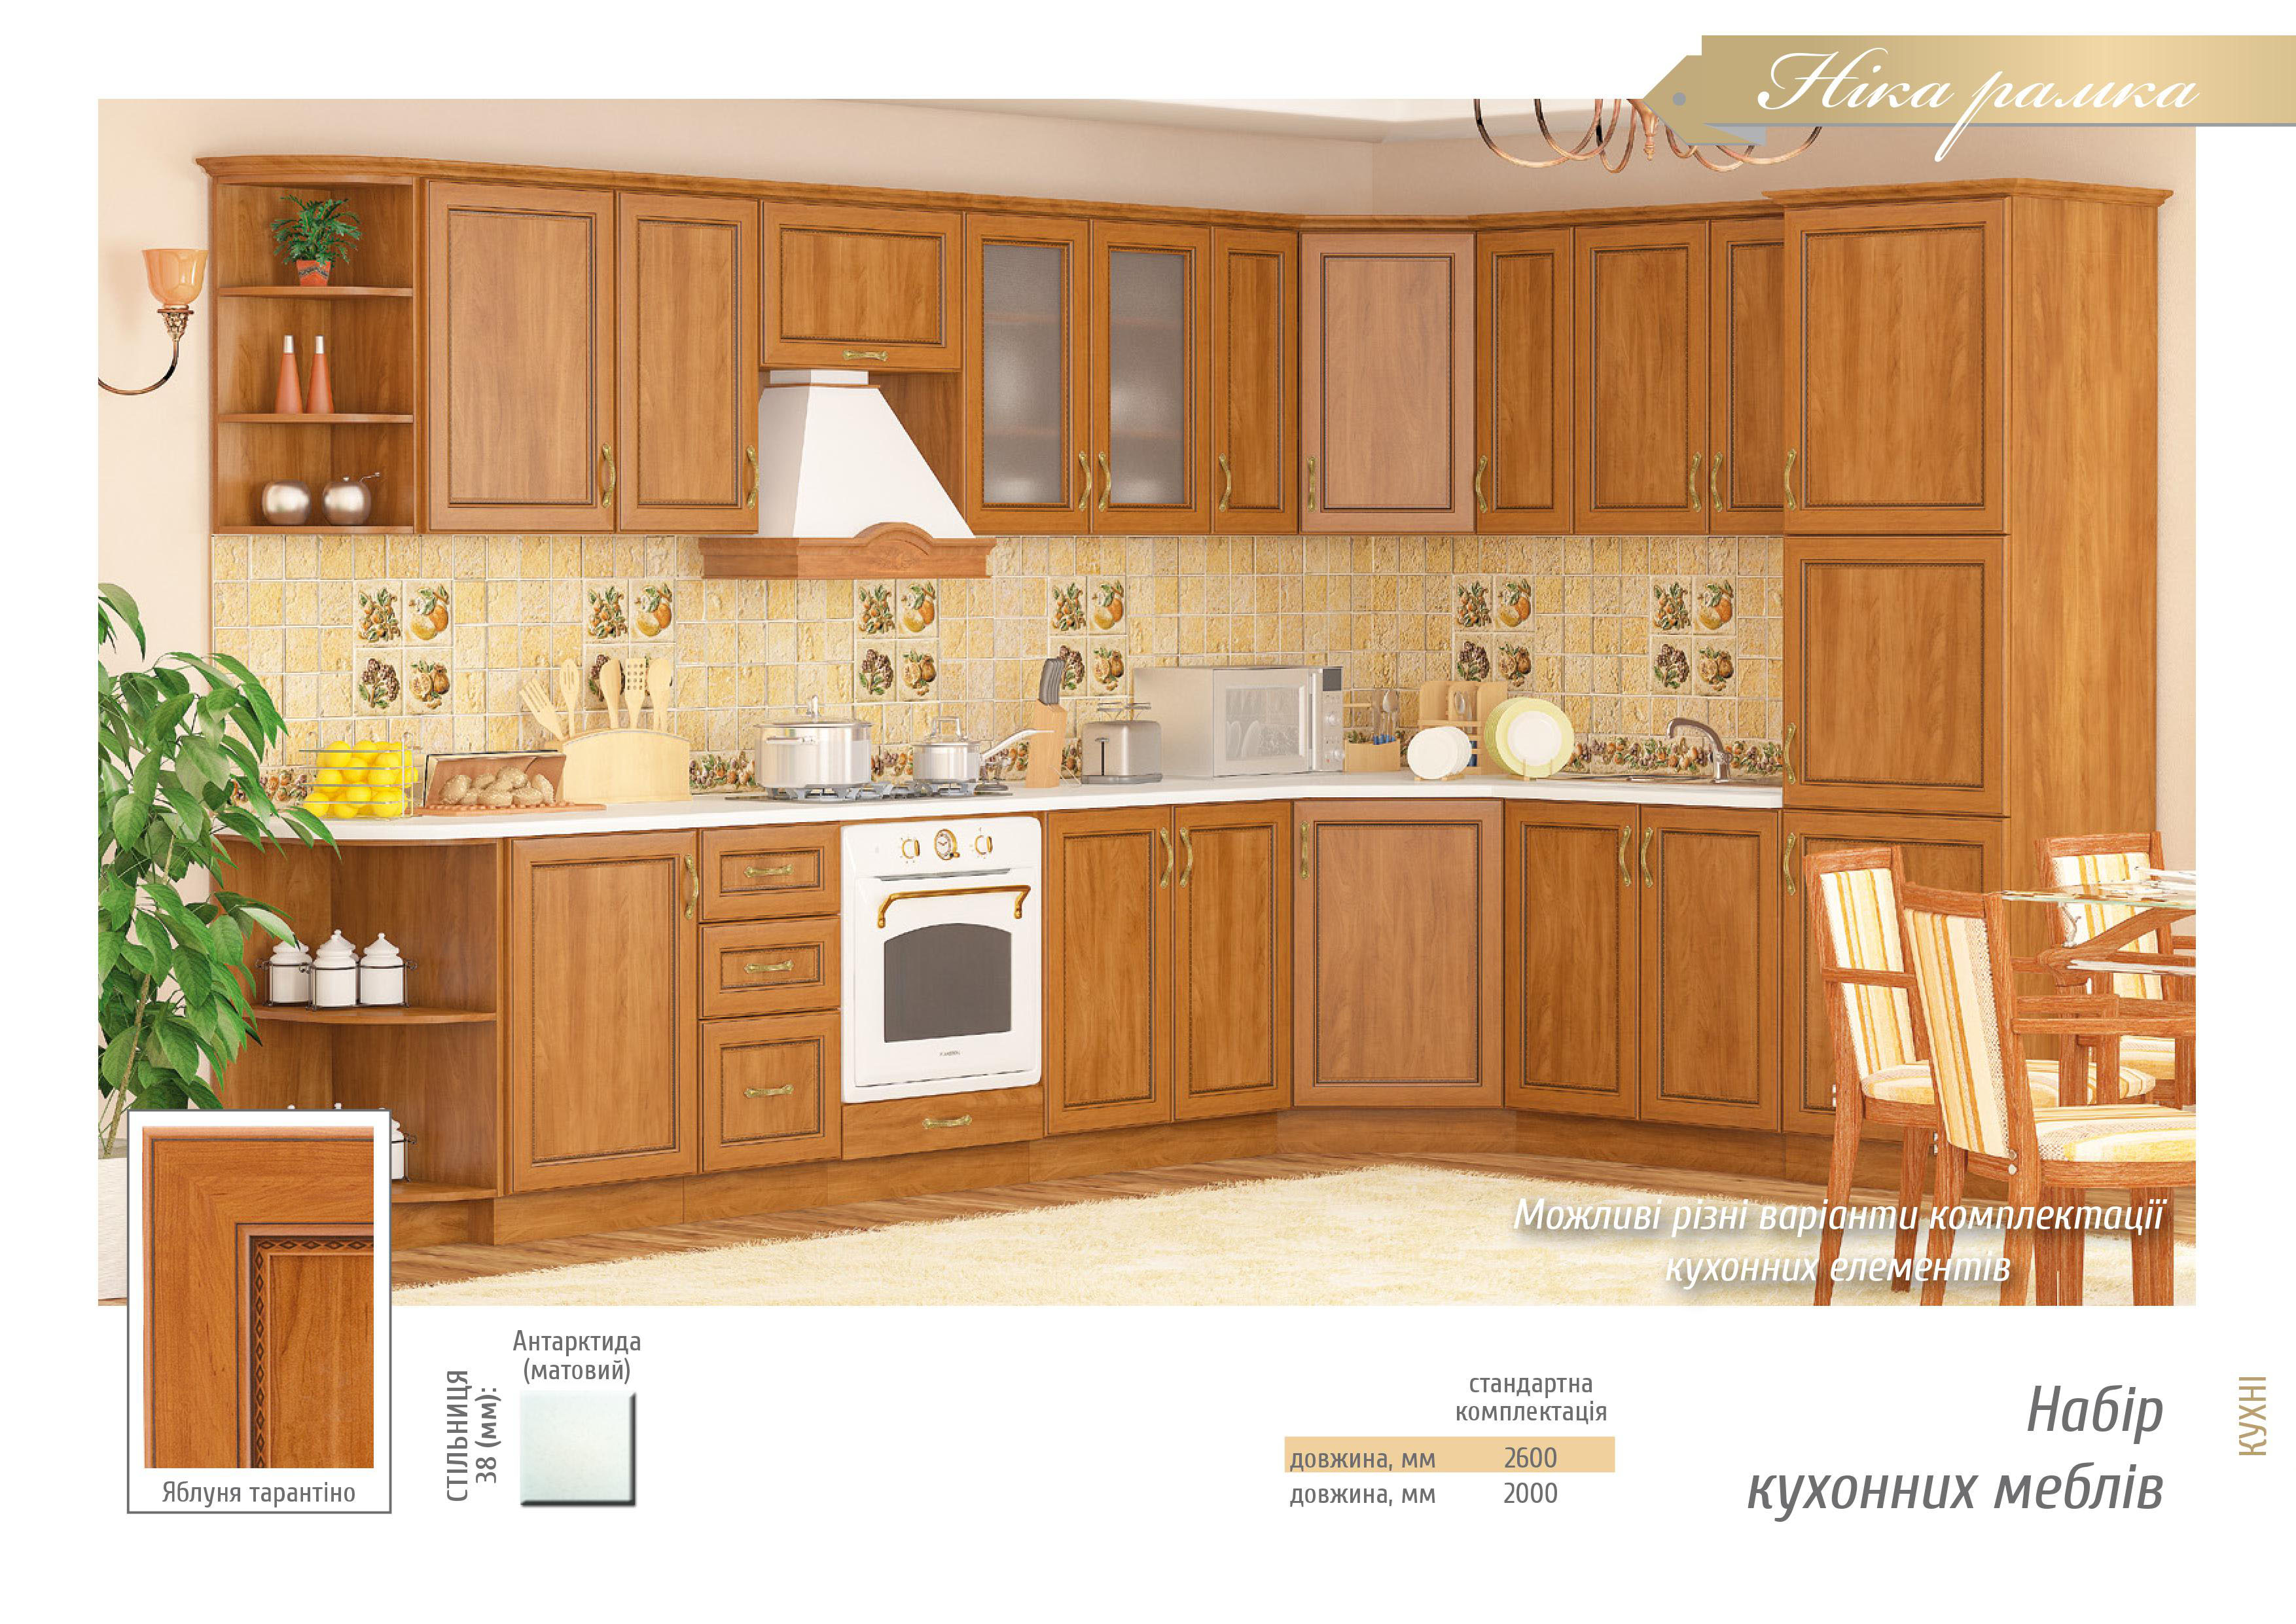 Ніка рамка
Можливі різні варіанти комплектації
кухонних елементів
Яблуня тарантіно
СТІЛЬНИЦЯ
38 (мм):
Антарктида
(матовий)
стандартна
комплектація
довжина, мм 2600
довжина, мм 2000
Набір
кухонних меблів
КУХНІ